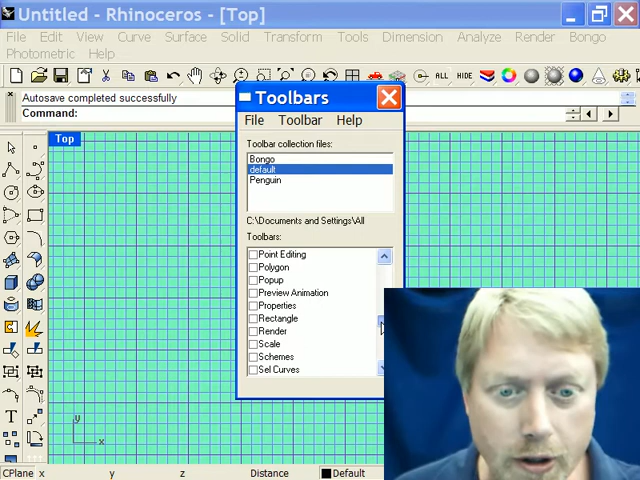 Untitled - Rhinoceros - [Top]
File Edit View Curve Surface Solid Transform Tools Dimension Analyze Render Bongo
Photometric Help
ALL HIDE
Autosave completed successfully
Command:
Top
Toolbars
File Toolbar Help
Toolbar collection files:
Bongo
default
Penguin
C:\Documents and Settings\All
Toolbars:
Point Editing
Polygon
Popup
Preview Animation
Properties
Rectangle
Render
Scale
Schemes
Sel Curves
T
y
x
CPlane x y z Distance Default